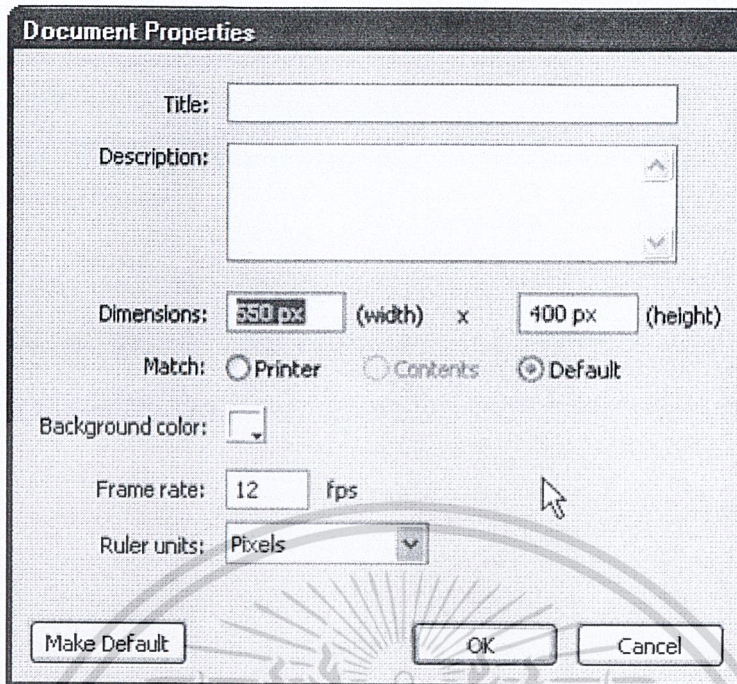 Document Properties
Title:
Description:
Dimensions: 550 px (width) x 400 px (height)
Match: Printer Contents Default
Background color:
Frame rate: 12 fps
Ruler units: Pixels
Make Default OK Cancel